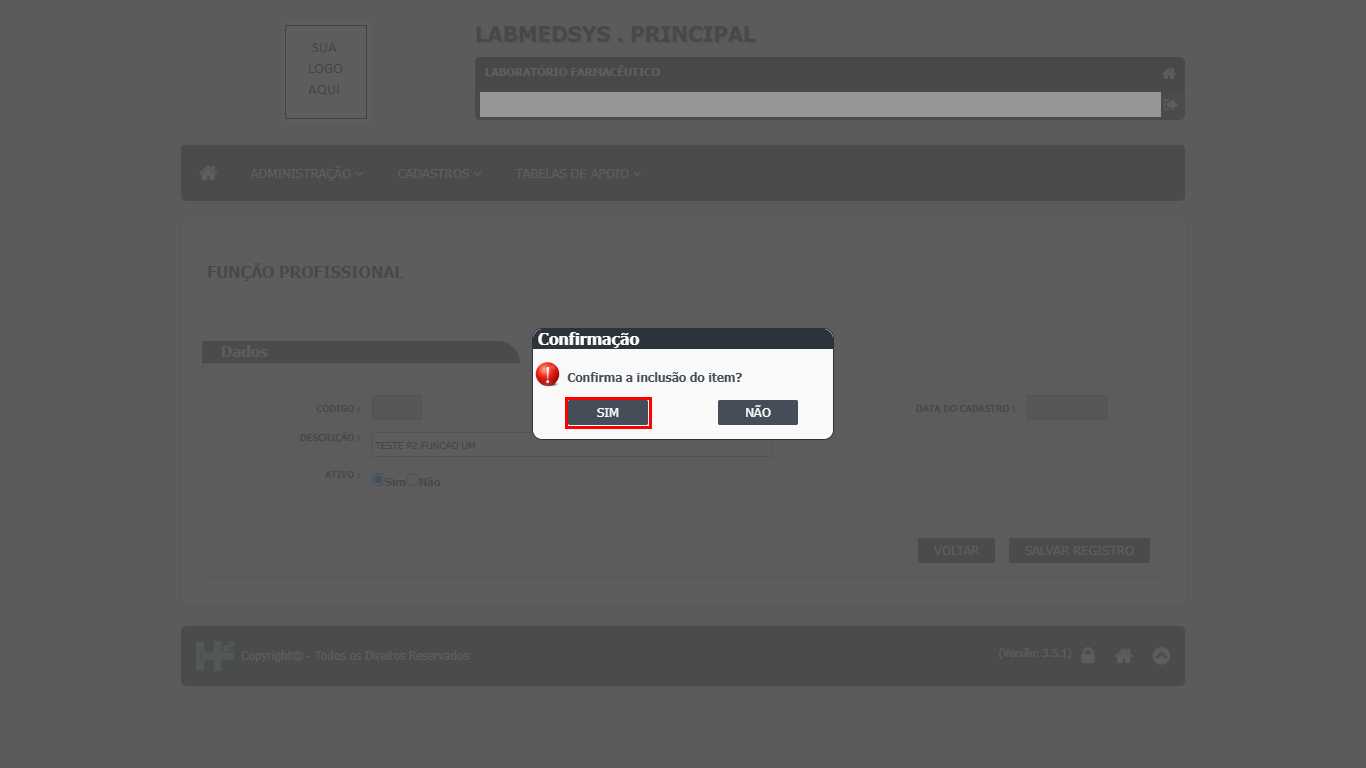 SUA
LOGO
AQUI
LABMEDSYS . PRINCIPAL
LABORATÓRIO FARMACÊUTICO
ADMINISTRAÇÃO
CADASTROS
TABELAS DE APOIO
FUNÇÃO PROFISSIONAL
Dados
Confirmação
Confirma a inclusão do item?
SIM
NÃO
CÓDIGO :
DATA DO CADASTRO :
DESCRIÇÃO :
TESTE P2 FUNCAO UM
ATIVO :
Sim
Não
VOLTAR
SALVAR REGISTRO
Copyright© - Todos os Direitos Reservados
(Versão: 3.5.1)